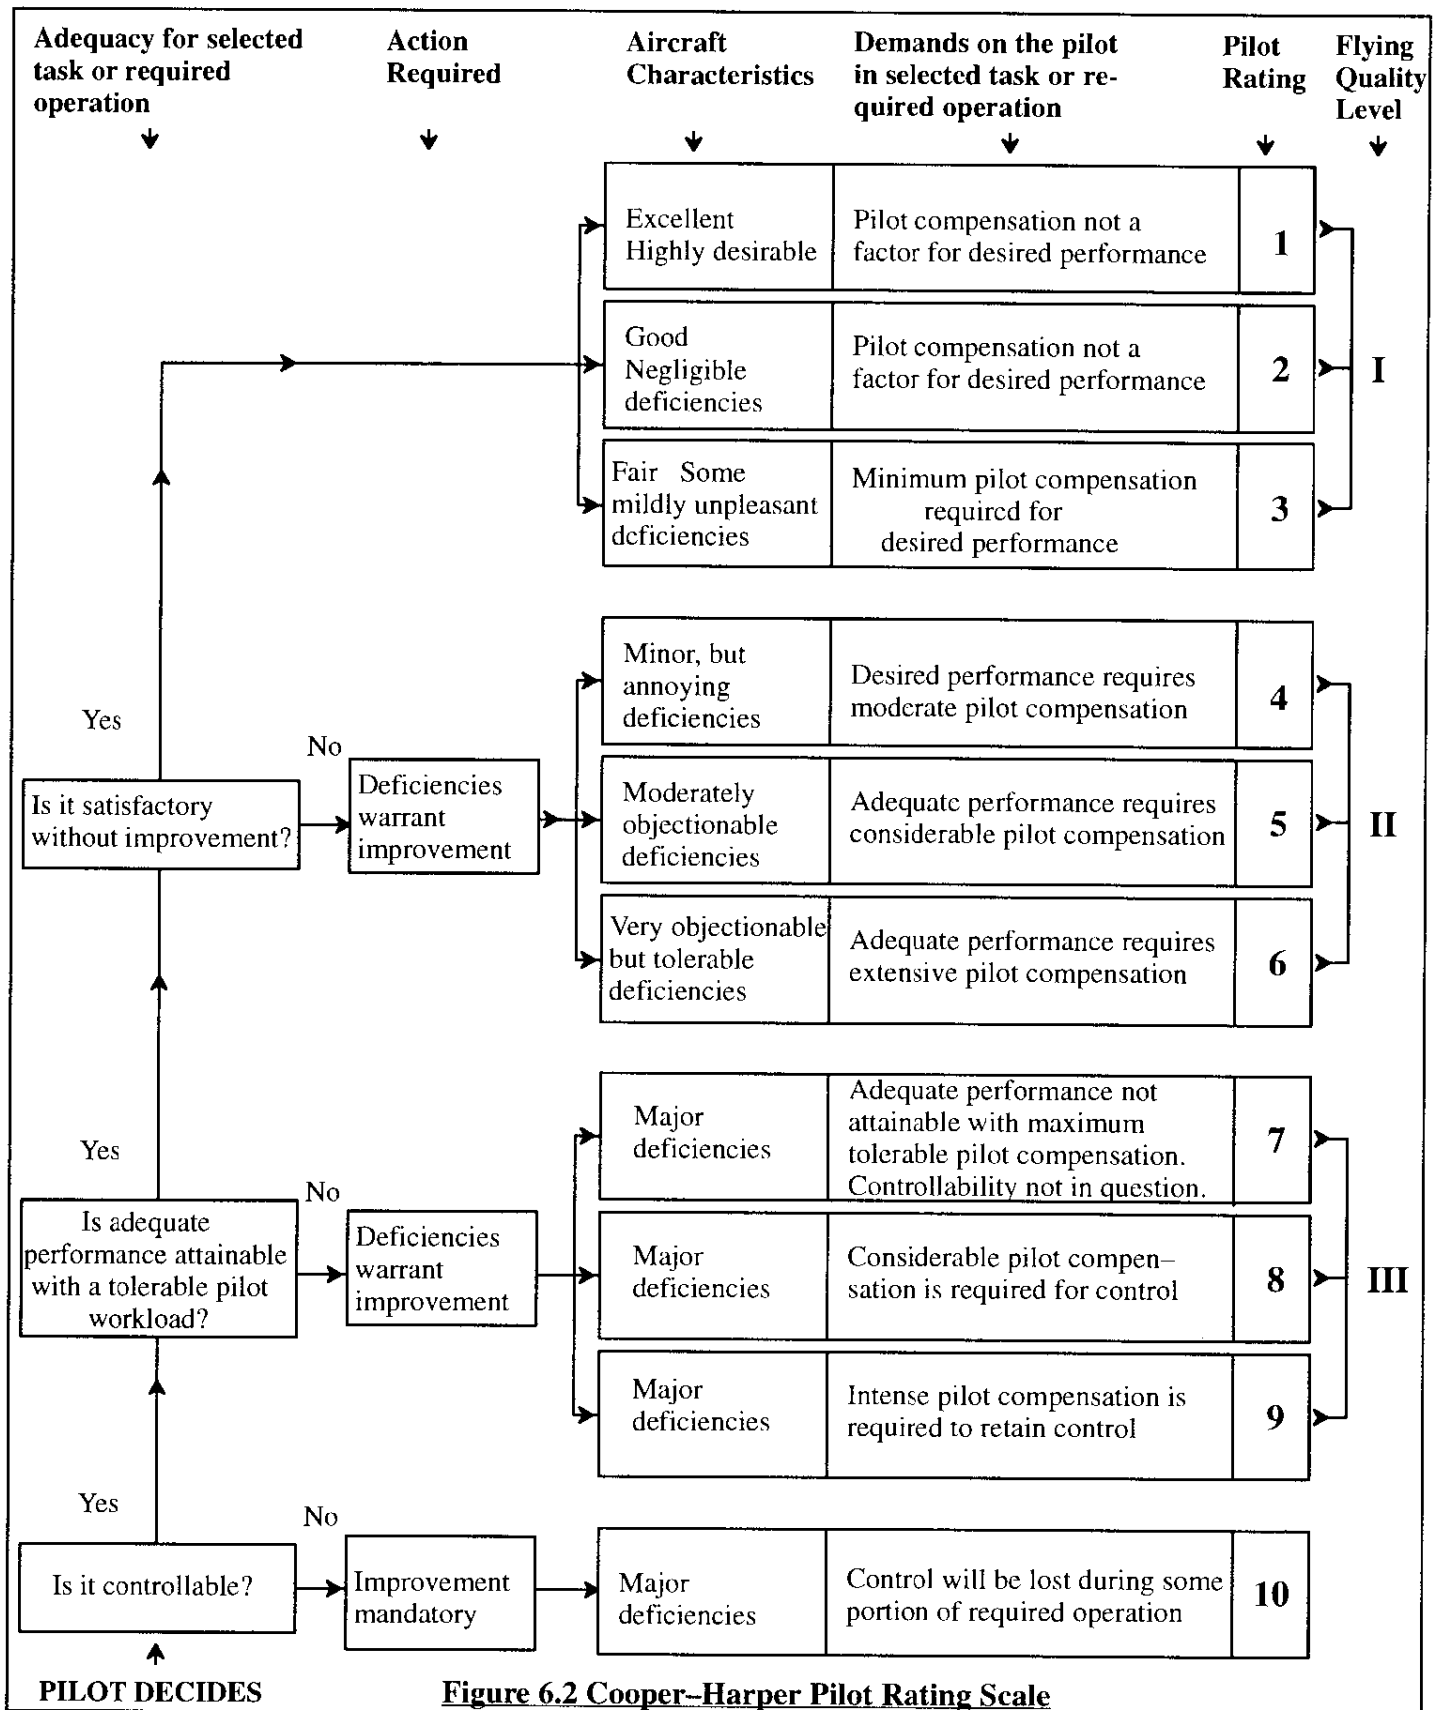 Adequacy for selected
task or required
operation
Action
Required
Aircraft
Characteristics
Demands on the pilot
in selected task or re-
quired operation
Pilot
Rating
Flying
Quality
Level
Excellent
Highly desirable
Pilot compensation not a
factor for desired performance
1
Good
Negligible
deficiencies
Pilot compensation not a
factor for desired performance
2
I
Fair Some
mildly unpleasant
deficiencies
Minimum pilot compensation
required for
desired performance
3
Yes
Is it satisfactory
without improvement?
No
Deficiencies
warrant
improvement
Minor, but
annoying
deficiencies
Desired performance requires
moderate pilot compensation
4
Moderately
objectionable
deficiencies
Adequate performance requires
considerable pilot compensation
5
II
Very objectionable
but tolerable
deficiencies
Adequate performance requires
extensive pilot compensation
6
Yes
Is adequate
performance attainable
with a tolerable pilot
workload?
No
Deficiencies
warrant
improvement
Major
deficiencies
Adequate performance not
attainable with maximum
tolerable pilot compensation.
Controllability not in question.
7
Major
deficiencies
Considerable pilot compen–
sation is required for control
8
III
Major
deficiencies
Intense pilot compensation is
required to retain control
9
Yes
Is it controllable?
No
Improvement
mandatory
Major
deficiencies
Control will be lost during some
portion of required operation
10
PILOT DECIDES
Figure 6.2 Cooper–Harper Pilot Rating Scale